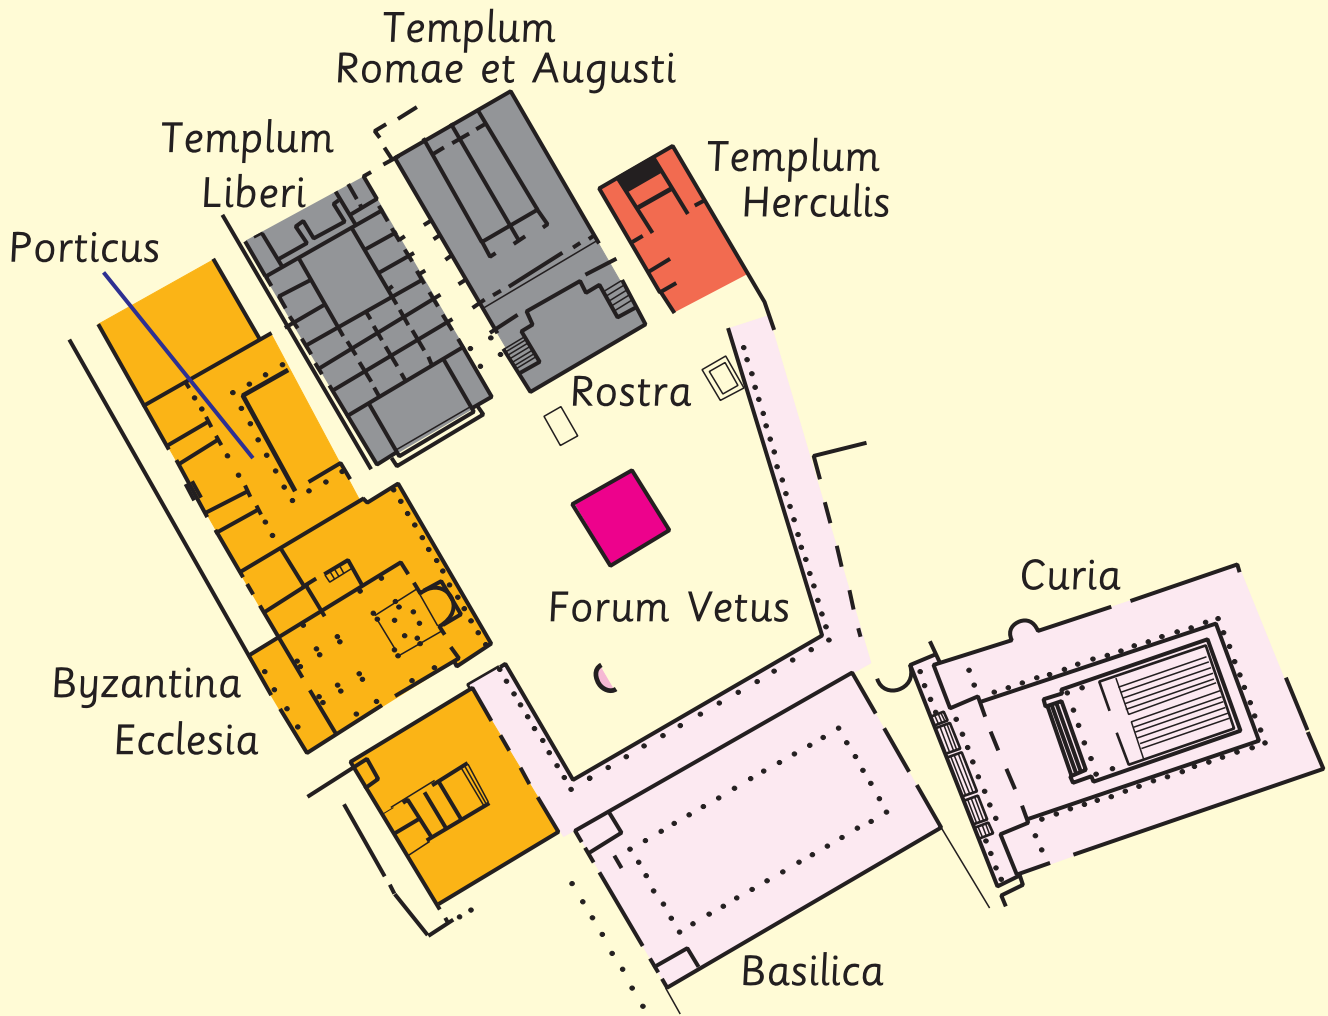 Templum
Romae et Augusti
Templum
Liberi
Templum
Herculis
Porticus
Rostra
Forum Vetus
Curia
Byzantina
Ecclesia
Basilica